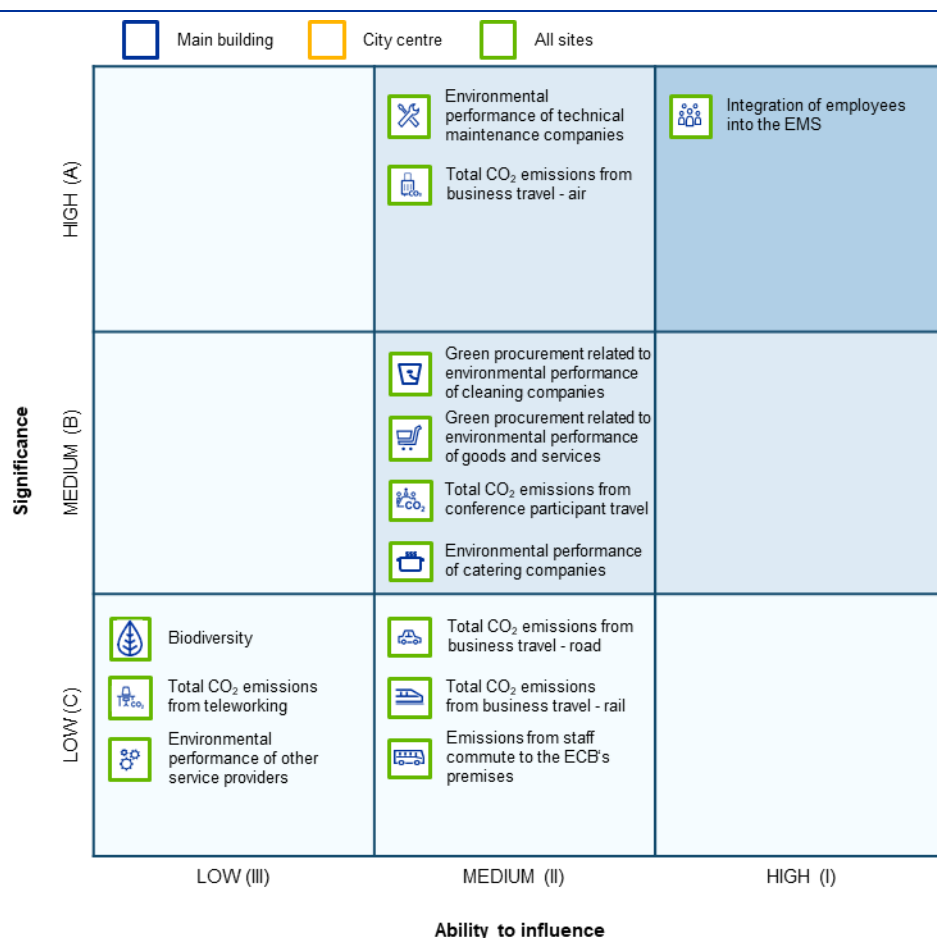 Main building
City centre
All sites
Environmental
performance of technical
maintenance companies
Total CO₂ emissions from
business travel - air
CO₂
Integration of employees
into the EMS
HIGH (A)
Green procurement related to
environmental performance
of cleaning companies
Green procurement related to
environmental performance
of goods and services
Total CO₂ emissions from
conference participant travel
CO₂
Environmental performance
of catering companies
MEDIUM (B)
Significance
Biodiversity
Total CO₂ emissions
from teleworking
CO₂
Environmental
performance of other
service providers
Total CO₂ emissions from
business travel - road
Total CO₂ emissions
from business travel - rail
Emissions from staff
commute to the ECB‘s
premises
LOW (C)
LOW (III)
MEDIUM (II)
HIGH (I)
Ability to influence